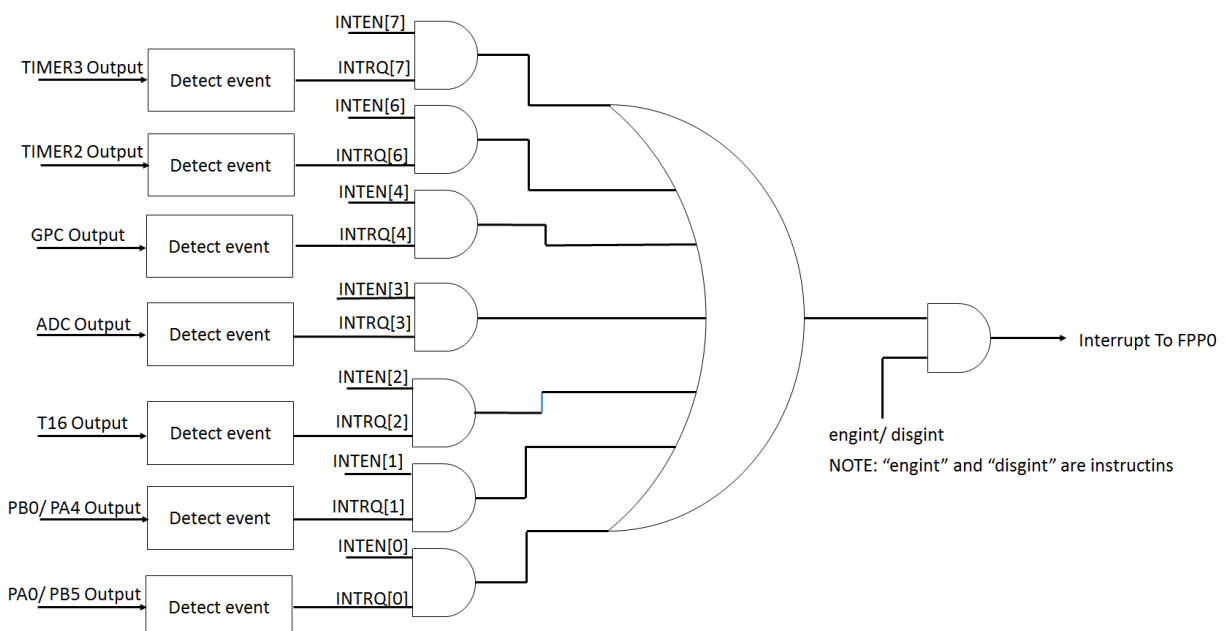 INTEN[7]
TIMER3 Output
Detect event
INTRQ[7]
INTEN[6]
TIMER2 Output
Detect event
INTRQ[6]
INTEN[4]
GPC Output
Detect event
INTRQ[4]
INTEN[3]
ADC Output
Detect event
INTRQ[3]
Interrupt To FPP0
INTEN[2]
T16 Output
Detect event
INTRQ[2]
engint/ disgint
NOTE: “engint” and “disgint” are instructins
INTEN[1]
PB0/ PA4 Output
Detect event
INTRQ[1]
INTEN[0]
PA0/ PB5 Output
Detect event
INTRQ[0]